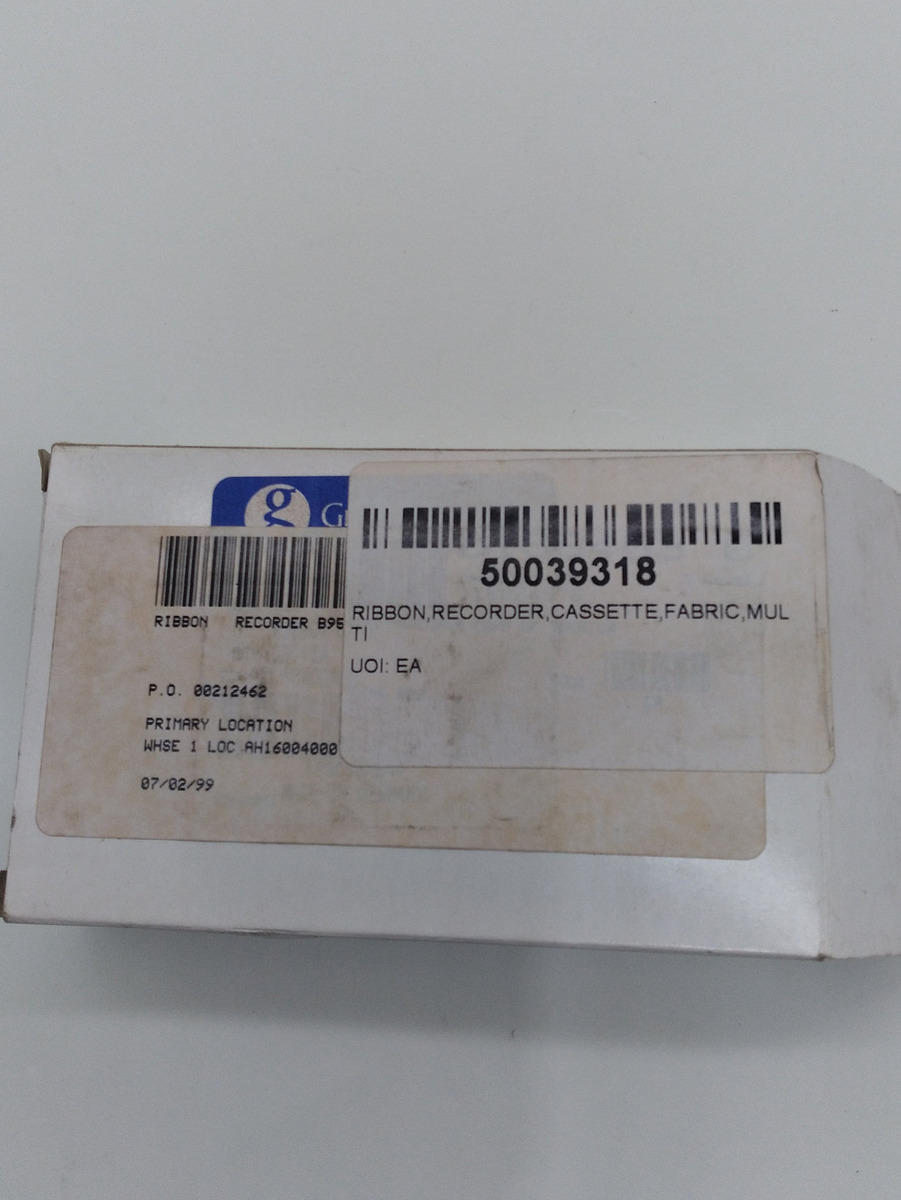 g
50039318
RIBBON,RECORDER,CASSETTE,FABRIC,MUL
TI
UOI: EA
RIBBON RECORDER
P.O. 00212462
PRIMARY LOCATION
WHSE 1 LOC AH16004000
07/02/99